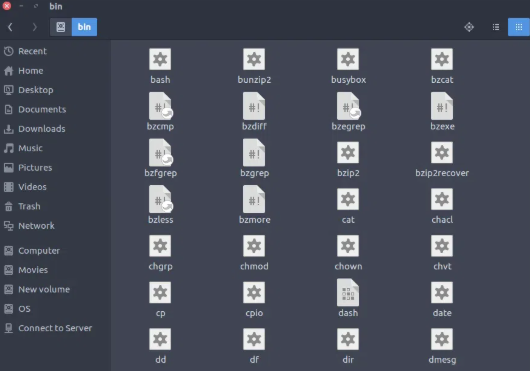 bin
bin
Recent
Home
Desktop
Documents
Downloads
Music
Pictures
Videos
Trash
Network
Computer
Movies
New volume
OS
Connect to Server
bash bunzip2 busybox bzcat
#! #! #! #!
bzcmp bzdiff bzegrep bzexe
#! #!
bzfgrep bzgrep bzip2 bzip2recover
#! #!
bzless bzmore cat chacl
chgrp chmod chown chvt
cp cpio dash date
dd df dir dmesg